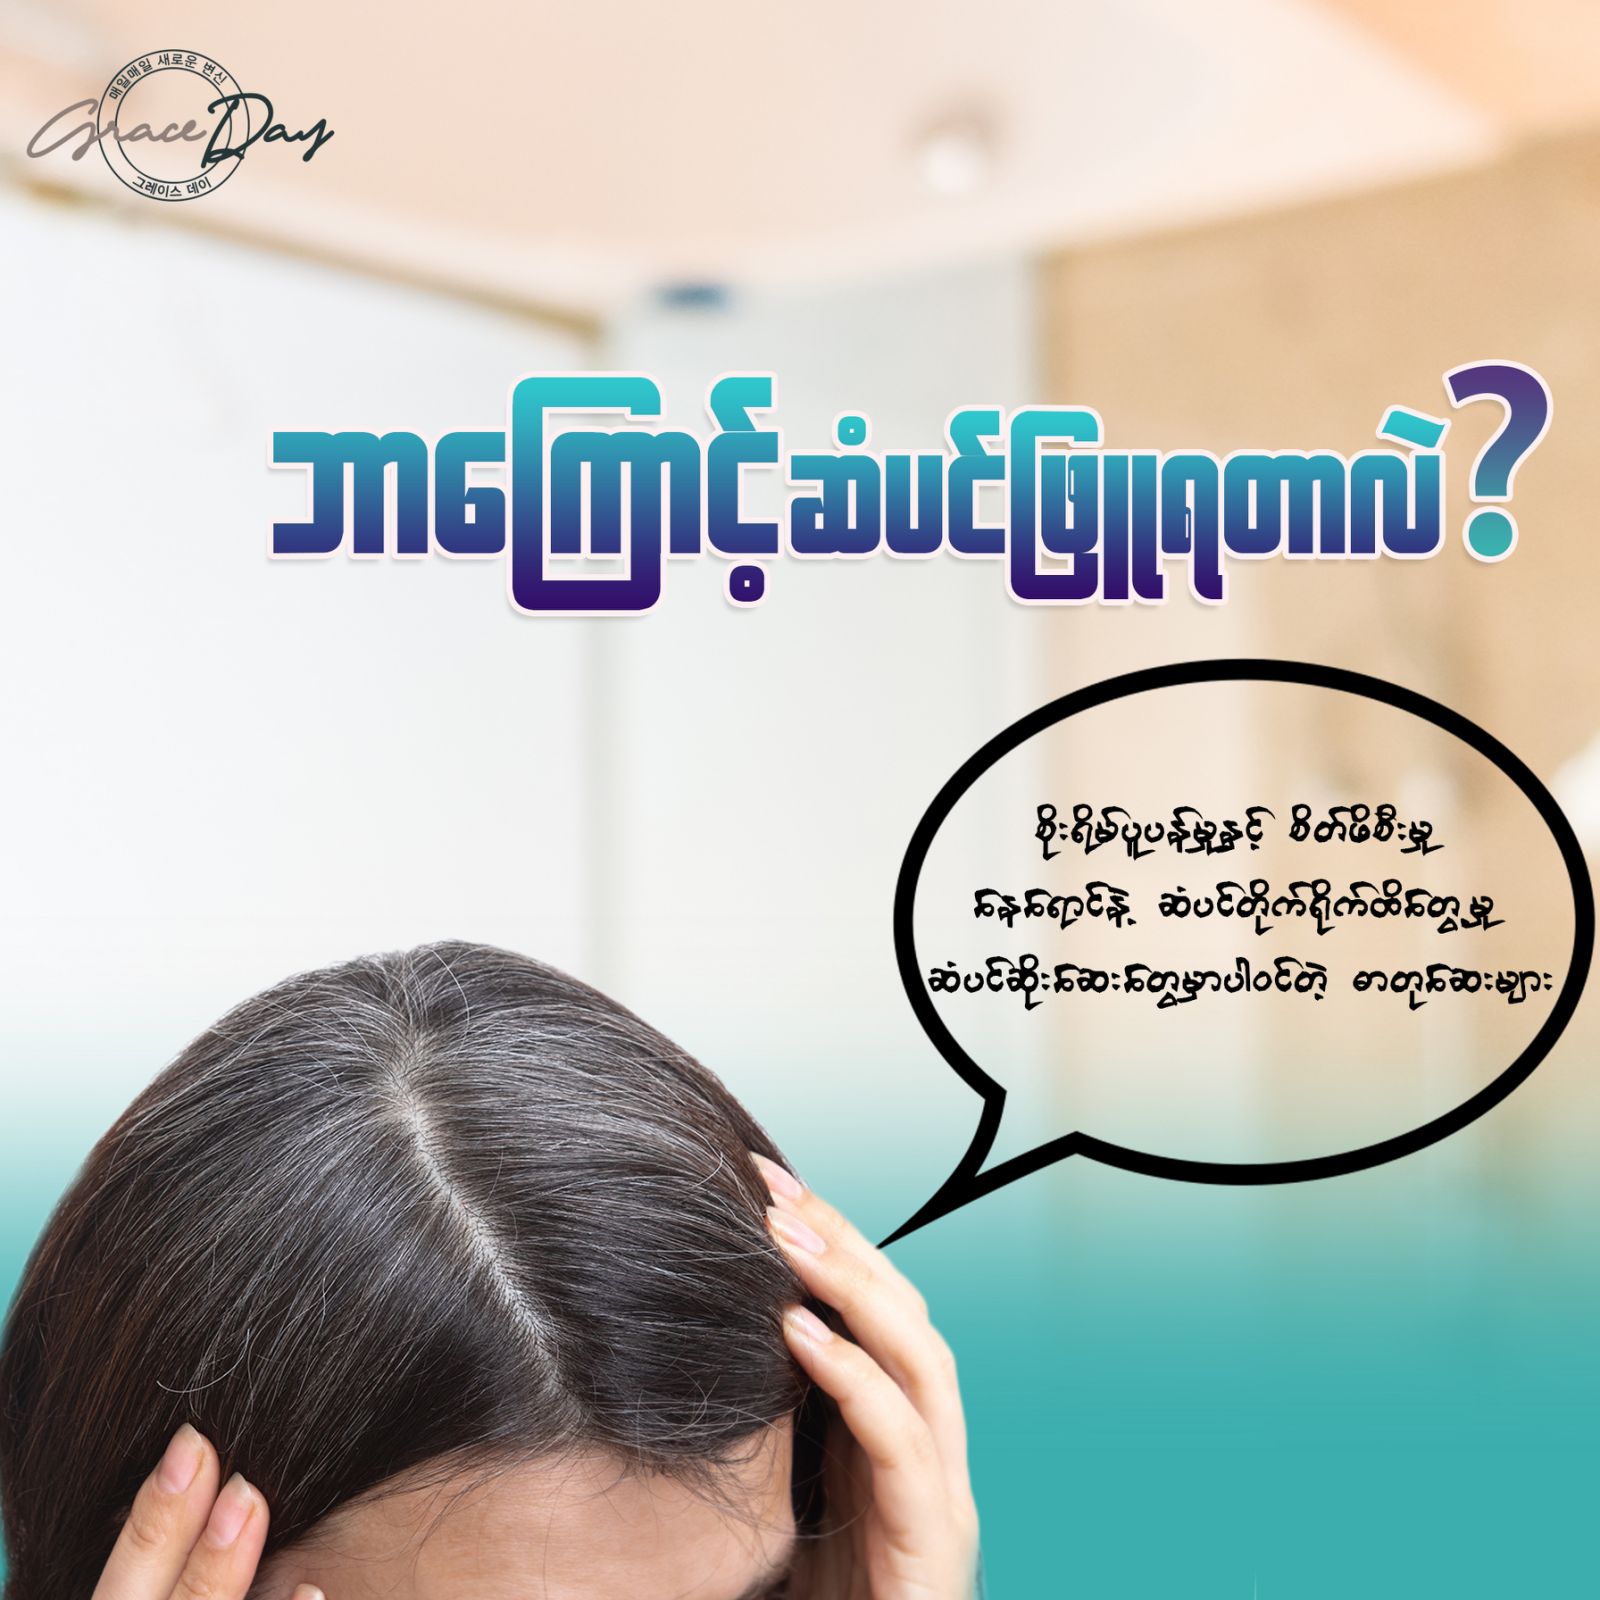 매일매일 새로운 변신
Grace Day
그레이스 데이
ဘာကြောင့် ဆံပင်ဖြူရတာလဲ?
စိုးရိမ်ပူပန်မှုနှင့် စိတ်ဖိစီးမှု
နေရောင်နဲ့ ဆံပင်တိုက်ရိုက်ထိတွေ့မှု
ဆံပင်ဆိုးဆေးတွေမှာပါဝင်တဲ့ ဓာတုဆေးများ